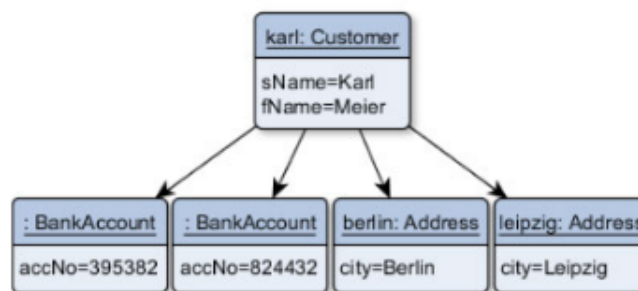 karl: Customer
sName=Karl
fName=Meier
: BankAccount
accNo=395382
: BankAccount
accNo=824432
berlin: Address
city=Berlin
leipzig: Address
city=Leipzig